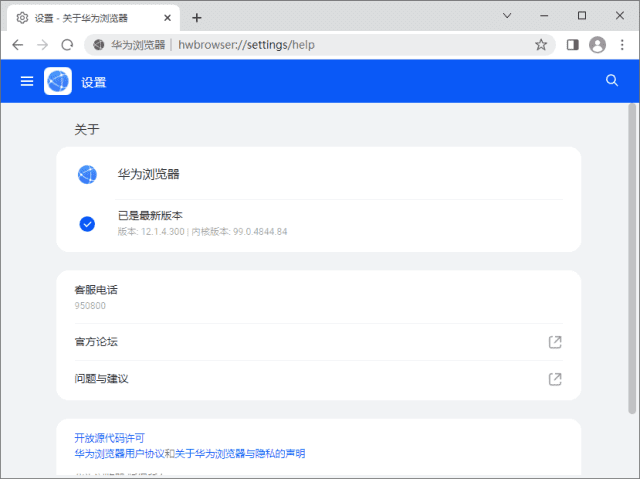 设置 - 关于华为浏览器
华为浏览器 | hwbrowser://settings/help
设置
关于
华为浏览器
已是最新版本
版本: 12.1.4.300 | 内核版本: 99.0.4844.84
客服电话
950800
官方论坛
问题与建议
开放源代码许可
华为浏览器用户协议和关于华为浏览器与隐私的声明